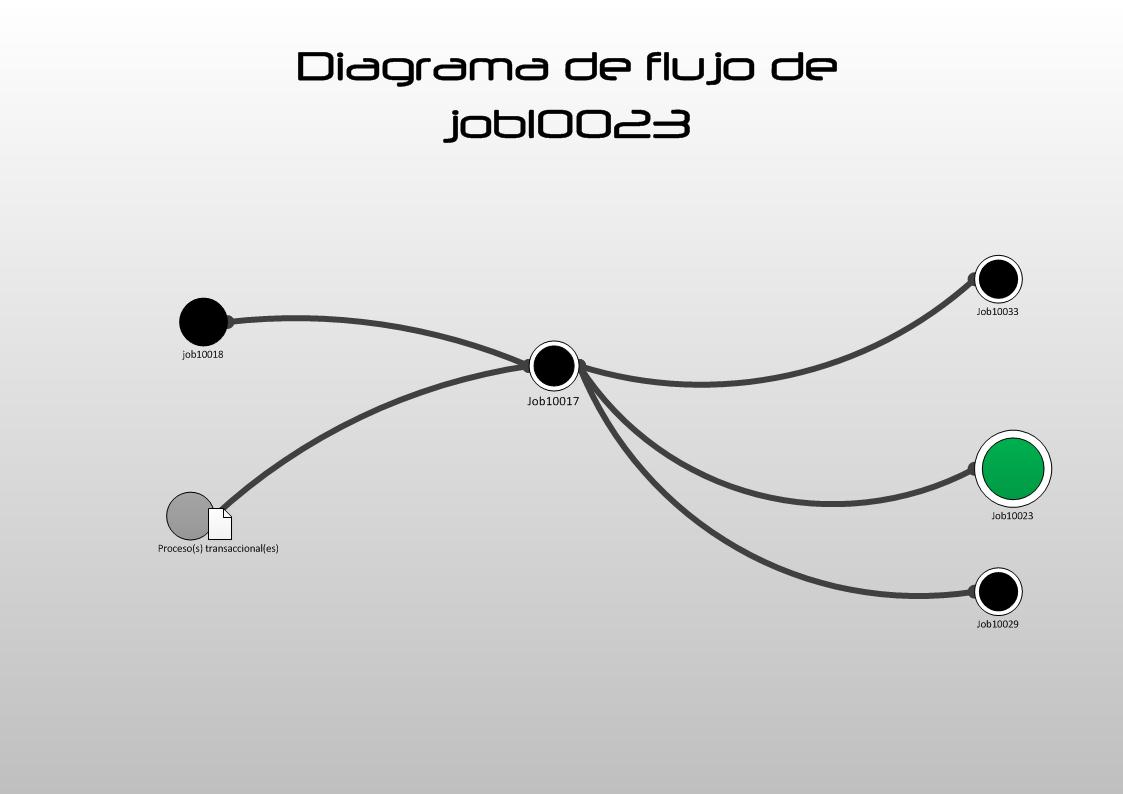 Diagrama de flujo de
job10023
Job10033
job10018
Job10017
Job10023
Proceso(s) transaccional(es)
Job10029